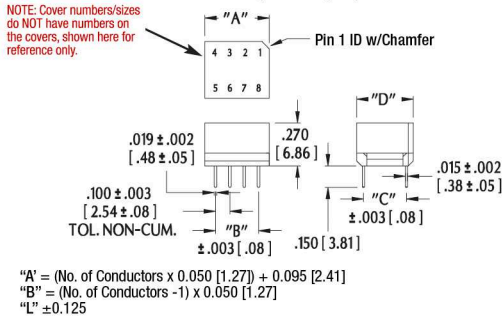 NOTE: Cover numbers/sizes
do NOT have numbers on
the covers, shown here for
reference only.
"A"
Pin 1 ID w/Chamfer
4 3 2 1
5 6 7 8
"D"
.019 ± .002
[ .48 ± .05 ]
.270
[ 6.86 ]
.015 ± .002
[ .38 ± .05 ]
.100 ± .003
[ 2.54 ± .08 ]
TOL. NON-CUM.
"B"
± .003 [ .08 ]
.150 [ 3.81 ]
"C"
± .003 [ .08 ]
“A’ = (No. of Conductors x 0.050 [1.27]) + 0.095 [2.41]
“B” = (No. of Conductors -1) x 0.050 [1.27]
“L” ±0.125